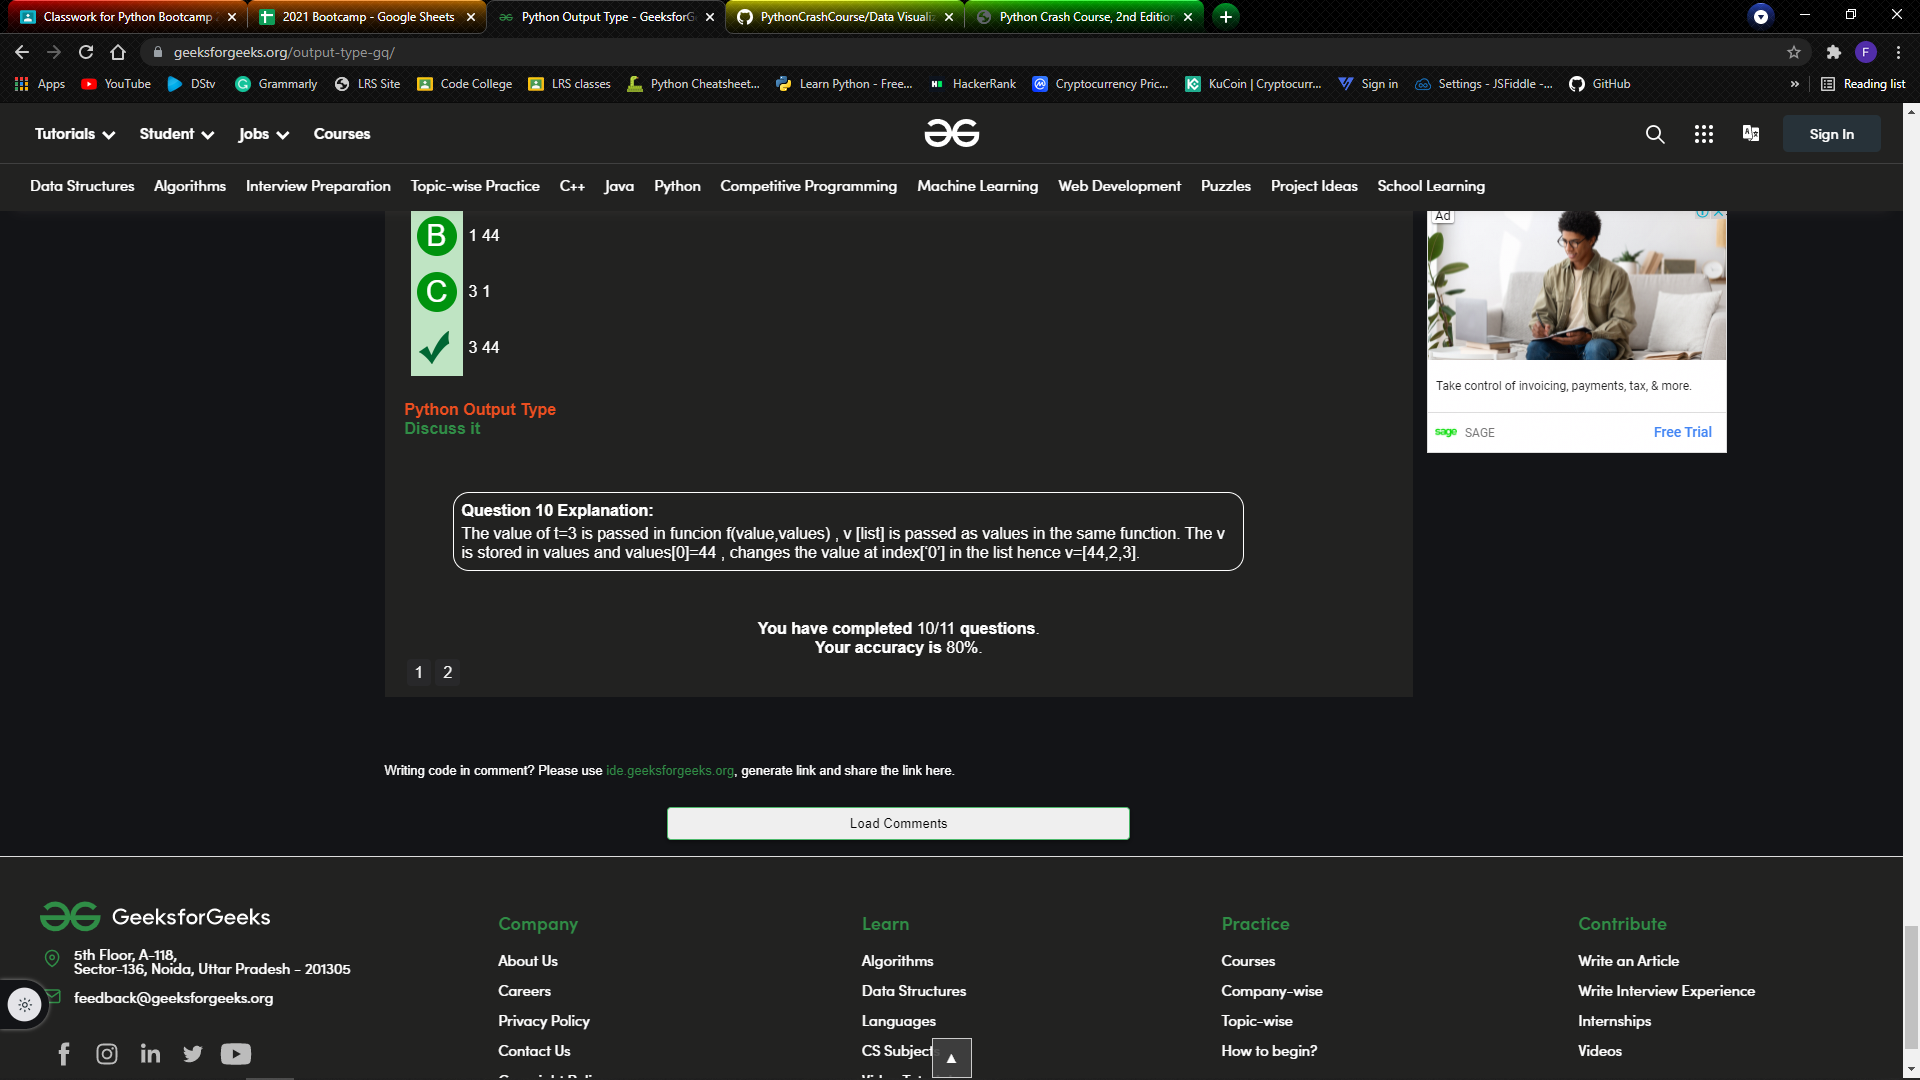 Classwork for Python Bootcamp
2021 Bootcamp - Google Sheets
Python Output Type - GeeksforG
PythonCrashCourse/Data Visualiz
Python Crash Course, 2nd Edition
geeksforgeeks.org/output-type-gq/
F
Apps YouTube DStv Grammarly LRS Site Code College LRS classes Python Cheatsheet... Learn Python - Free... HackerRank Cryptocurrency Pric... KuCoin | Cryptocurr... Sign in Settings - JSFiddle -... GitHub » Reading list
Tutorials Student Jobs Courses Sign In
Data Structures Algorithms Interview Preparation Topic-wise Practice C++ Java Python Competitive Programming Machine Learning Web Development Puzzles Project Ideas School Learning
B 1 44
C 3 1
3 44
Python Output Type
Discuss it
Ad
Take control of invoicing, payments, tax, & more.
sage SAGE Free Trial
Question 10 Explanation:
The value of t=3 is passed in funcion f(value,values) , v [list] is passed as values in the same function. The v
is stored in values and values[0]=44 , changes the value at index['0'] in the list hence v=[44,2,3].
You have completed 10/11 questions.
Your accuracy is 80%.
1 2
Writing code in comment? Please use ide.geeksforgeeks.org, generate link and share the link here.
Load Comments
GeeksforGeeks
5th Floor, A-118,
Sector-136, Noida, Uttar Pradesh - 201305
feedback@geeksforgeeks.org
Company
About Us
Careers
Privacy Policy
Contact Us
Learn
Algorithms
Data Structures
Languages
CS Subjects
Practice
Courses
Company-wise
Topic-wise
How to begin?
Contribute
Write an Article
Write Interview Experience
Internships
Videos